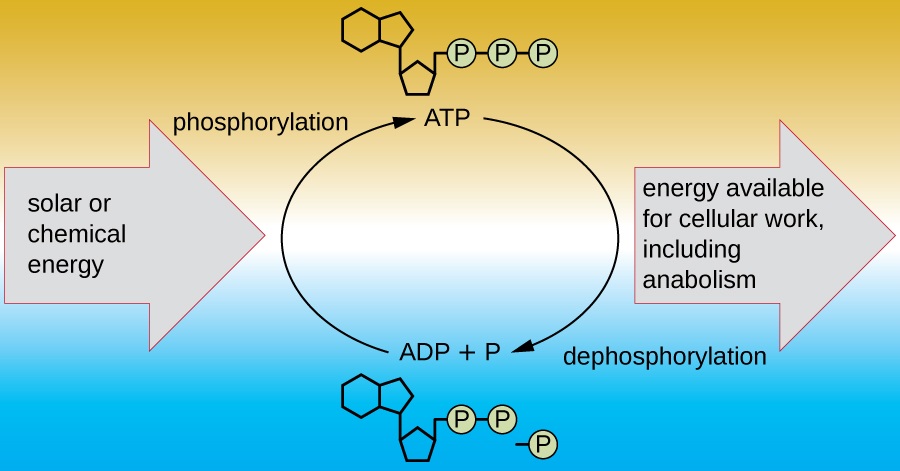 P P P
phosphorylation
ATP
solar or
chemical
energy
energy available
for cellular work,
including
anabolism
ADP + P
dephosphorylation
P P
P